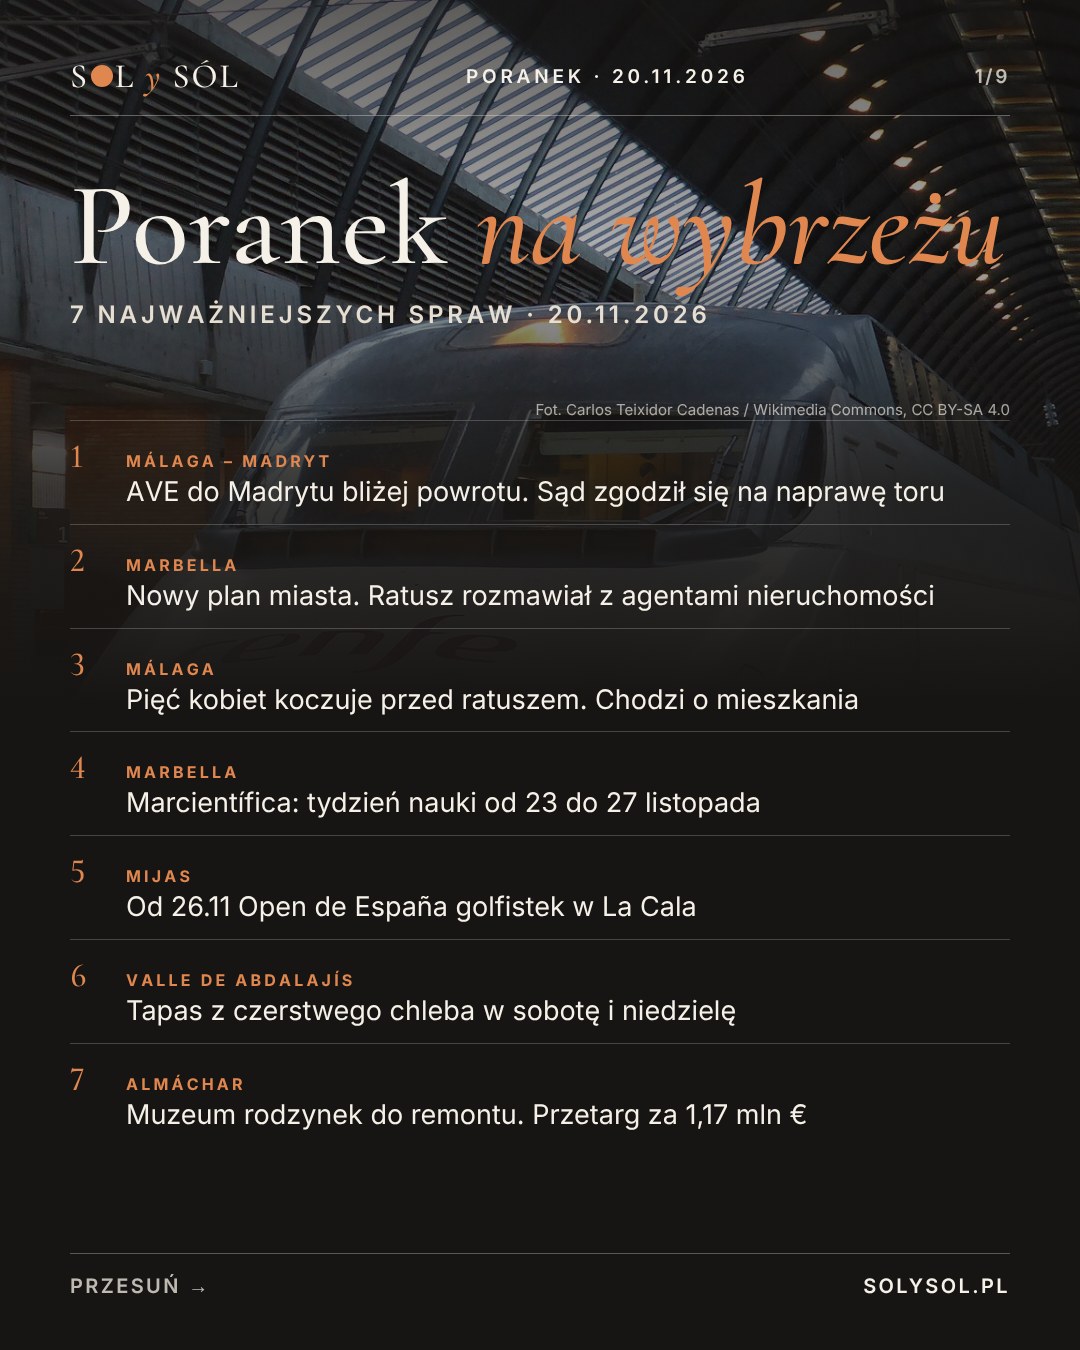 SOL y SÓL
PORANEK · 20.11.2026
1/9
Poranek na wybrzeżu
7 NAJWAŻNIEJSZYCH SPRAW · 20.11.2026
Fot. Carlos Teixidor Cadenas / Wikimedia Commons, CC BY-SA 4.0
1 MÁLAGA – MADRYT
AVE do Madrytu bliżej powrotu. Sąd zgodził się na naprawę toru
2 MARBELLA
Nowy plan miasta. Ratusz rozmawiał z agentami nieruchomości
renfe
3 MÁLAGA
Pięć kobiet koczuje przed ratuszem. Chodzi o mieszkania
4 MARBELLA
Marcientífica: tydzień nauki od 23 do 27 listopada
5 MIJAS
Od 26.11 Open de España golfistek w La Cala
6 VALLE DE ABDALAJÍS
Tapas z czerstwego chleba w sobotę i niedzielę
7 ALMÁCHAR
Muzeum rodzynek do remontu. Przetarg za 1,17 mln €
PRZESUŃ →
SOLYSOL.PL